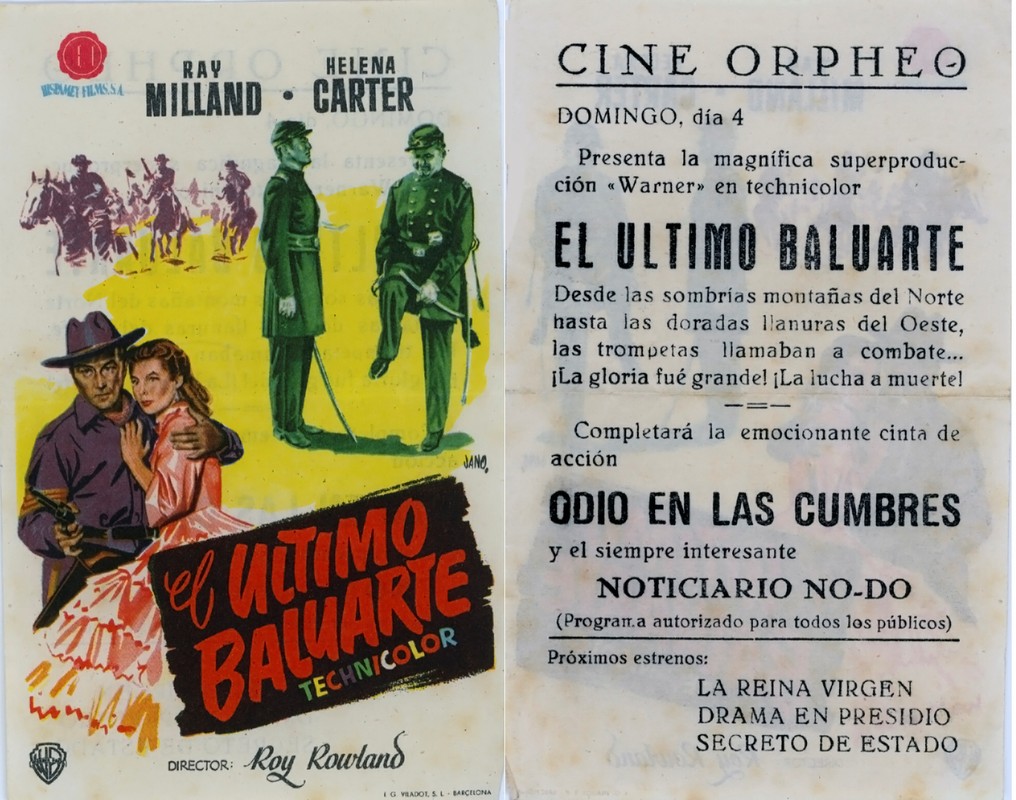 H
HISPAMEX FILMS, S.A.
RAY
MILLAND · HELENA
CARTER
JANO.
el ULTIMO
BALUARTE
TECHNICOLOR
WB
DIRECTOR: Roy Rowland
I. G. VILADOT, S. L. - BARCELONA
CINE ORPHEO
DOMINGO, día 4
Presenta la magnífica superproduc-
ción «Warner» en technicolor
EL ULTIMO BALUARTE
Desde las sombrías montañas del Norte
hasta las doradas llanuras del Oeste,
las trompetas llamaban a combate...
¡La gloria fué grande! ¡La lucha a muerte!
Completará la emocionante cinta de
acción
ODIO EN LAS CUMBRES
y el siempre interesante
NOTICIARIO NO-DO
(Programa autorizado para todos los públicos)
Próximos estrenos:
LA REINA VIRGEN
DRAMA EN PRESIDIO
SECRETO DE ESTADO